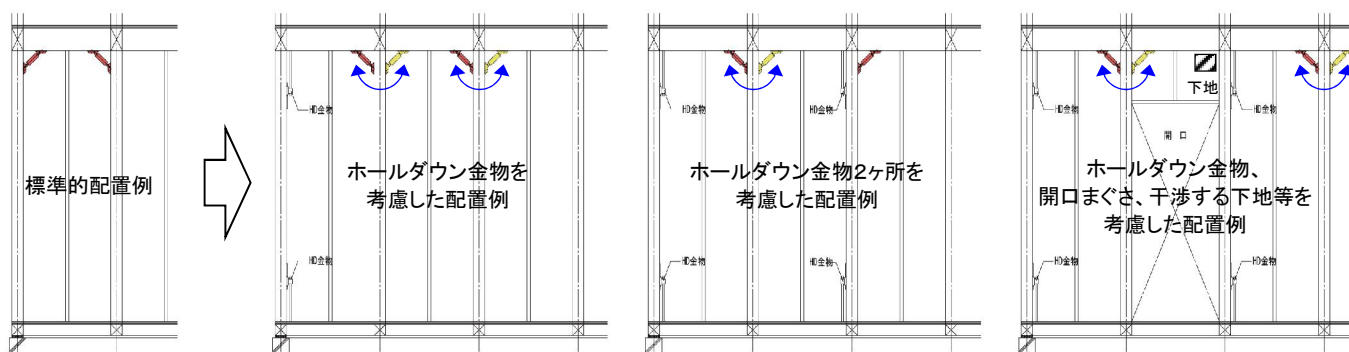 標準的配置例
HD金物
ホールダウン金物を
考慮した配置例
HD金物
HD金物
HD金物
ホールダウン金物2ヶ所を
考慮した配置例
HD金物
HD金物
下地
HD金物
HD金物
開口
ホールダウン金物、
開口まぐさ、干渉する下地等を
考慮した配置例
HD金物
HD金物